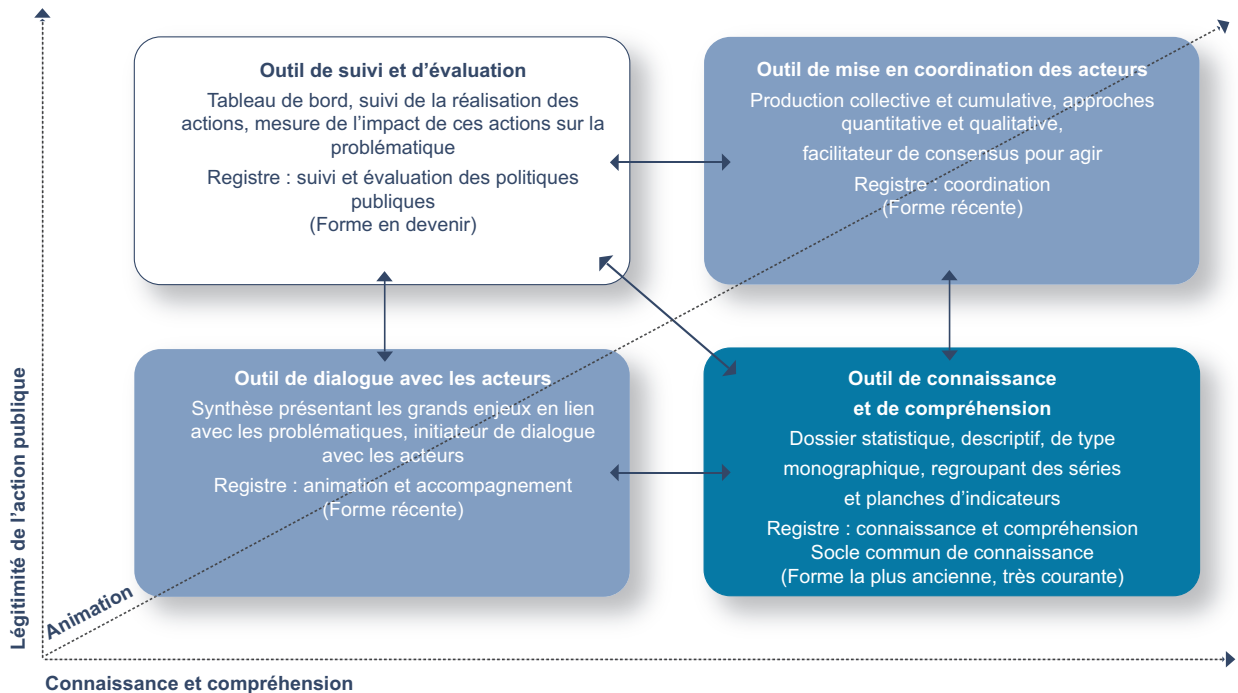 Outil de suivi et d’évaluation
Tableau de bord, suivi de la réalisation des
actions, mesure de l’impact de ces actions sur la
problématique
Registre : suivi et évaluation des politiques
publiques
(Forme en devenir)
Outil de mise en coordination des acteurs
Production collective et cumulative, approches
quantitative et qualitative,
facilitateur de consensus pour agir
Registre : coordination
(Forme récente)
Outil de dialogue avec les acteurs
Synthèse présentant les grands enjeux en lien
avec les problématiques, initiateur de dialogue
avec les acteurs
Registre : animation et accompagnement
(Forme récente)
Outil de connaissance
et de compréhension
Dossier statistique, descriptif, de type
monographique, regroupant des séries
et planches d’indicateurs
Registre : connaissance et compréhension
Socle commun de connaissance
(Forme la plus ancienne, très courante)
Légitimité de l’action publique
Animation
Connaissance et compréhension